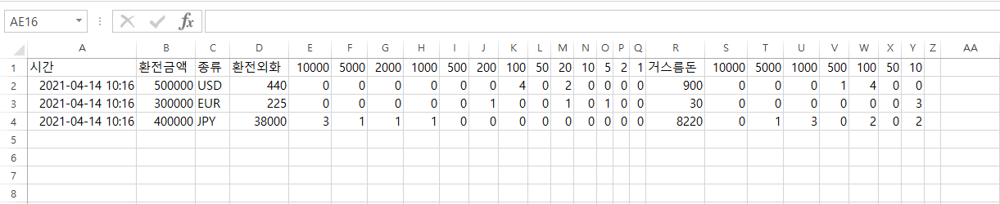 AE16 fx
A B C D E F G H I J K L M N O P Q R S T U V W X Y Z AA
1 시간 환전금액 종류 환전외화 10000 5000 2000 1000 500 200 100 50 20 10 5 2 1 거스름돈 10000 5000 1000 500 100 50 10
2 2021-04-14 10:16 500000 USD 440 0 0 0 0 0 0 4 0 2 0 0 0 0 900 0 0 0 1 4 0 0
3 2021-04-14 10:16 300000 EUR 225 0 0 0 0 0 1 0 0 1 0 1 0 0 30 0 0 0 0 0 0 3
4 2021-04-14 10:16 400000 JPY 38000 3 1 1 1 0 0 0 0 0 0 0 0 0 8220 0 1 3 0 2 0 2
5
6
7
8